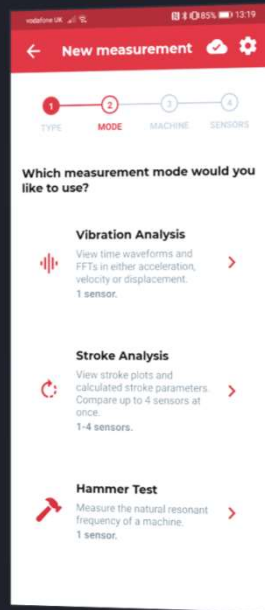 vodafone UK 85% 13:19
New measurement
1 2 3 4
TYPE MODE MACHINE SENSORS
Which measurement mode would you
like to use?
Vibration Analysis
View time waveforms and
FFTs in either acceleration,
velocity or displacement.
1 sensor.
Stroke Analysis
View stroke plots and
calculated stroke parameters.
Compare up to 4 sensors at
once.
1-4 sensors.
Hammer Test
Measure the natural resonant
frequency of a machine.
1 sensor.